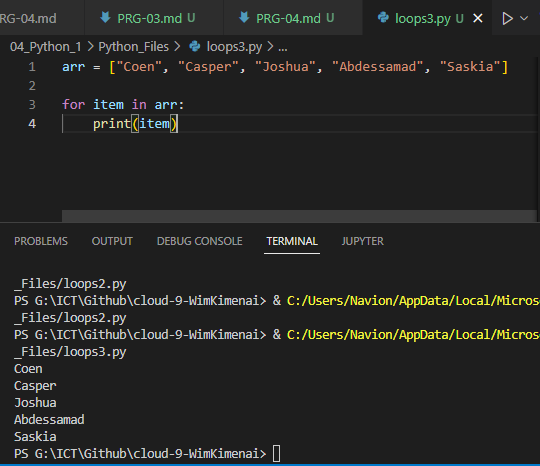 RG-04.md PRG-03.md U PRG-04.md U loops3.py U
04_Python_1 > Python_Files > loops3.py > ...
1 arr = ["Coen", "Casper", "Joshua", "Abdessamad", "Saskia"]
2
3 for item in arr:
4 print(item)
PROBLEMS OUTPUT DEBUG CONSOLE TERMINAL JUPYTER
_Files/loops2.py
PS G:\ICT\Github\cloud-9-WimKimenai> & C:/Users/Navion/AppData/Local/Micros
_Files/loops2.py
PS G:\ICT\Github\cloud-9-WimKimenai> & C:/Users/Navion/AppData/Local/Micros
_Files/loops3.py
Coen
Casper
Joshua
Abdessamad
Saskia
PS G:\ICT\Github\cloud-9-WimKimenai>